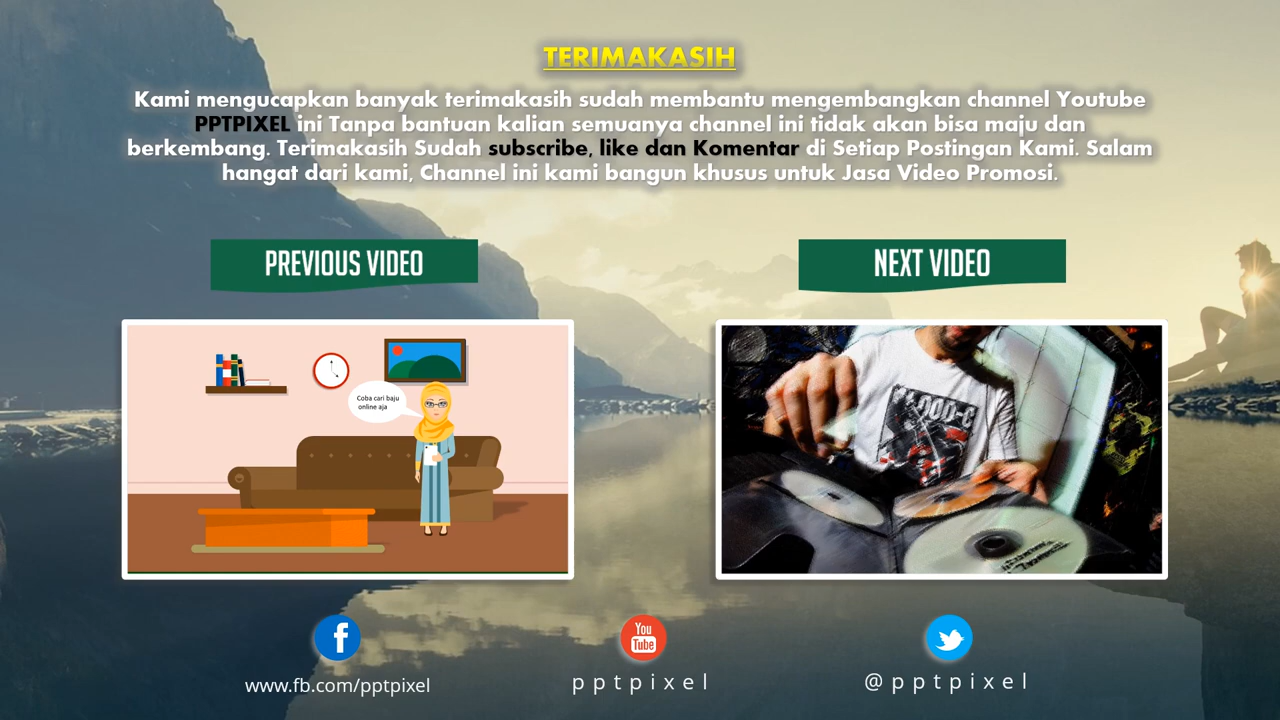 TERIMAKASIH
Kami mengucapkan banyak terimakasih sudah membantu mengembangkan channel Youtube
PPTPIXEL ini Tanpa bantuan kalian semuanya channel ini tidak akan bisa maju dan
berkembang. Terimakasih Sudah subscribe, like dan Komentar di Setiap Postingan Kami. Salam
hangat dari kami, Channel ini kami bangun khusus untuk Jasa Video Promosi.
PREVIOUS VIDEO
NEXT VIDEO
Coba cari baju
online aja
BLOOD-C
f
You
Tube
www.fb.com/pptpixel
pptpixel
@pptpixel